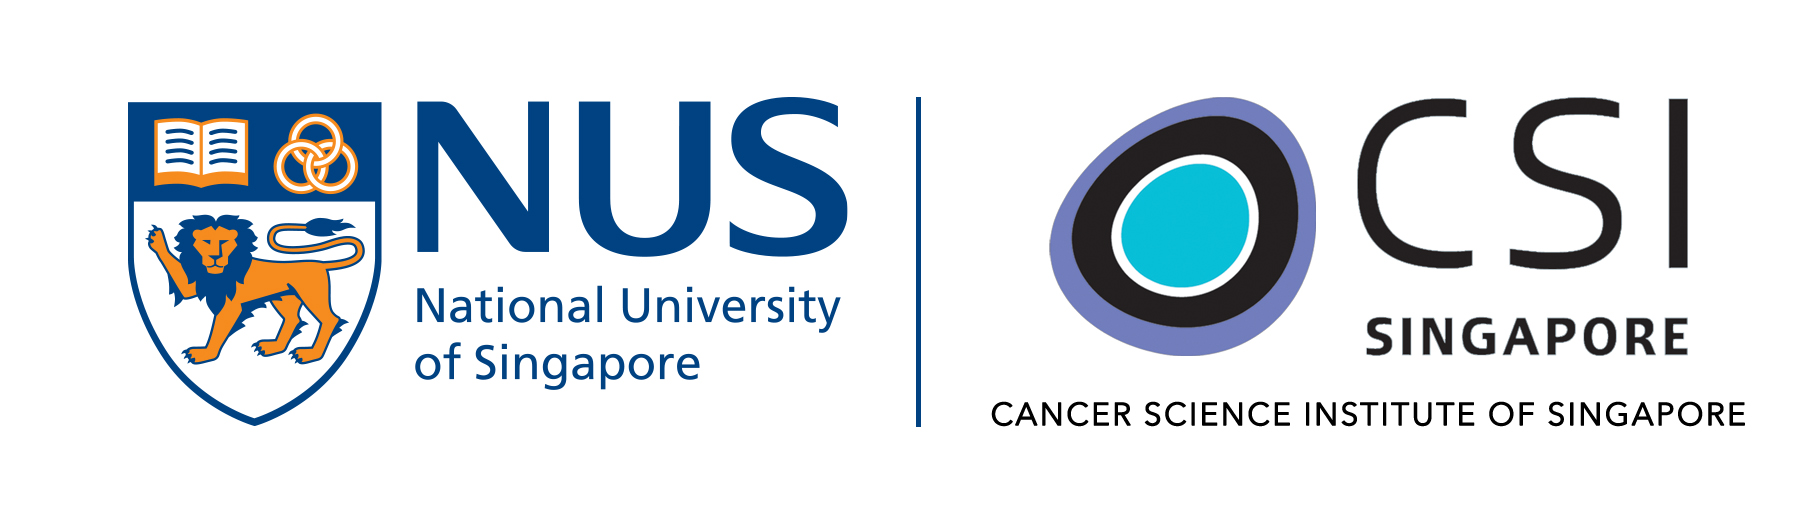 NUS
National University
of Singapore
CSI
SINGAPORE
CANCER SCIENCE INSTITUTE OF SINGAPORE